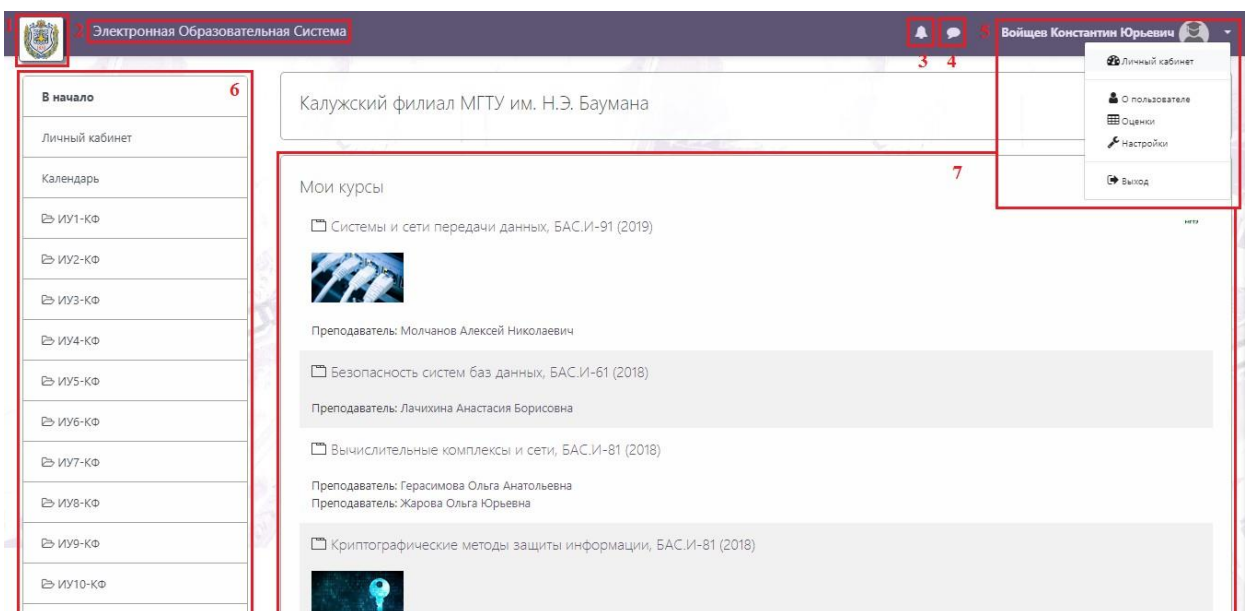 1
2 Электронная Образовательная Система
3
4
5 Войщев Константин Юрьевич
Личный кабинет
О пользователе
Оценки
Настройки
Выход
6
В начало
Личный кабинет
Календарь
ИУ1-КФ
ИУ2-КФ
ИУ3-КФ
ИУ4-КФ
ИУ5-КФ
ИУ6-КФ
ИУ7-КФ
ИУ8-КФ
ИУ9-КФ
ИУ10-КФ
Калужский филиал МГТУ им. Н.Э. Баумана
7
Мои курсы
Системы и сети передачи данных, БАС.И-91 (2019)
Преподаватель: Молчанов Алексей Николаевич
Безопасность систем баз данных, БАС.И-61 (2018)
Преподаватель: Лачихина Анастасия Борисовна
Вычислительные комплексы и сети, БАС.И-81 (2018)
Преподаватель: Герасимова Ольга Анатольевна
Преподаватель: Жарова Ольга Юрьевна
Криптографические методы защиты информации, БАС.И-81 (2018)